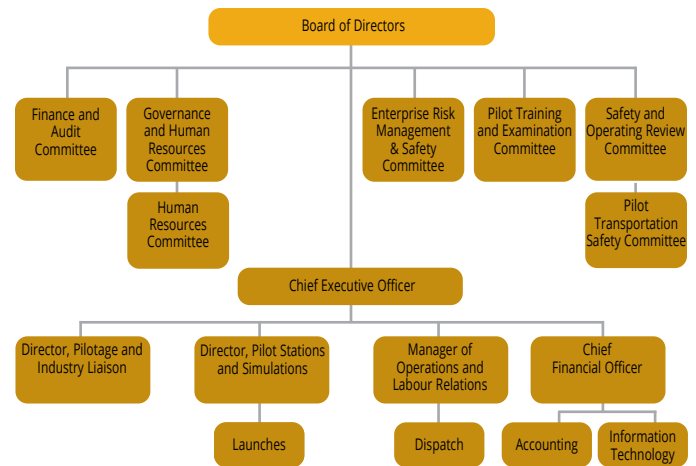 Board of Directors
Finance and
Audit
Committee
Governance
and Human
Resources
Committee
Enterprise Risk
Management
& Safety
Committee
Pilot Training
and Examination
Committee
Safety and
Operating Review
Committee
Human
Resources
Committee
Pilot
Transportation
Safety Committee
Chief Executive Officer
Director, Pilotage and
Industry Liaison
Director, Pilot Stations
and Simulations
Manager of
Operations and
Labour Relations
Chief
Financial Officer
Launches
Dispatch
Accounting
Information
Technology